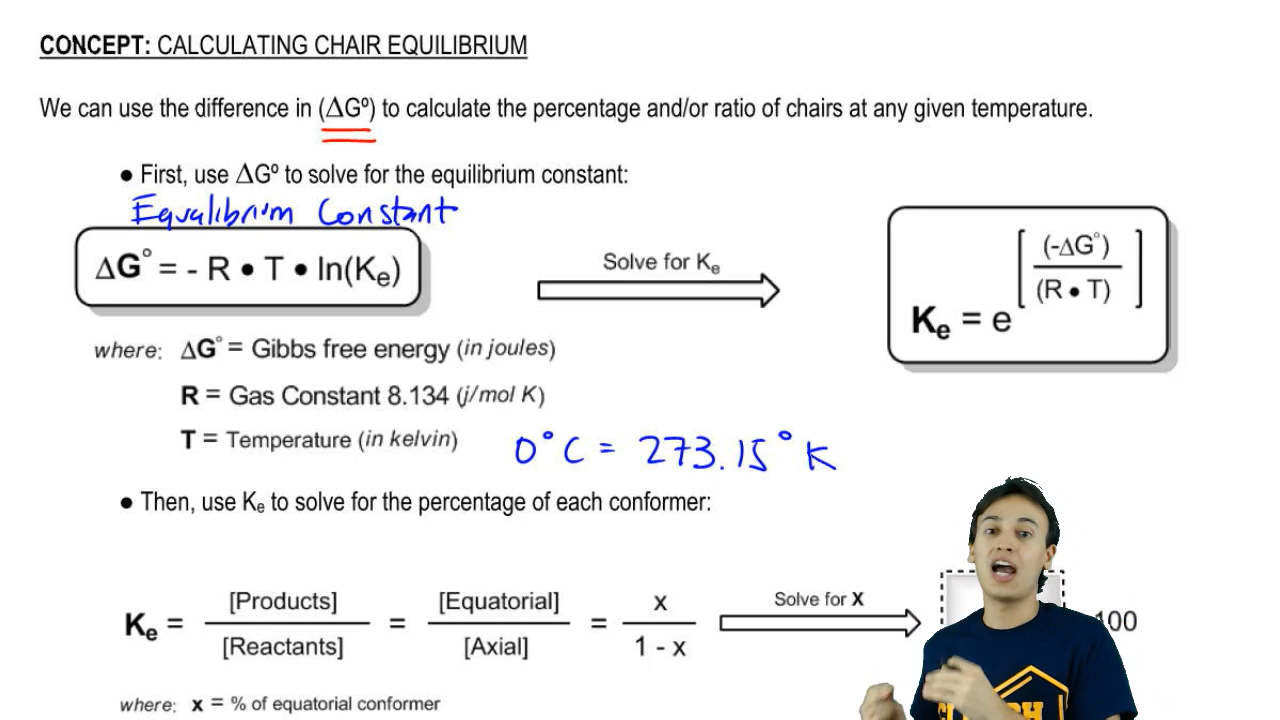 CONCEPT: CALCULATING CHAIR EQUILIBRIUM
We can use the difference in (ΔGº) to calculate the percentage and/or ratio of chairs at any given temperature.
● First, use ΔGº to solve for the equilibrium constant:
Equalibrium Constant
ΔG° = - R • T • ln(Ke)
Solve for Ke
Ke = e[(-ΔG°)/(R • T)]
where: ΔG° = Gibbs free energy (in joules)
R = Gas Constant 8.134 (j/mol K)
T = Temperature (in kelvin)
0°C = 273.15°K
● Then, use Ke to solve for the percentage of each conformer:
Ke = [Products]/[Reactants] = [Equatorial]/[Axial] = x/1 - x
Solve for X
100
where: x = % of equatorial conformer